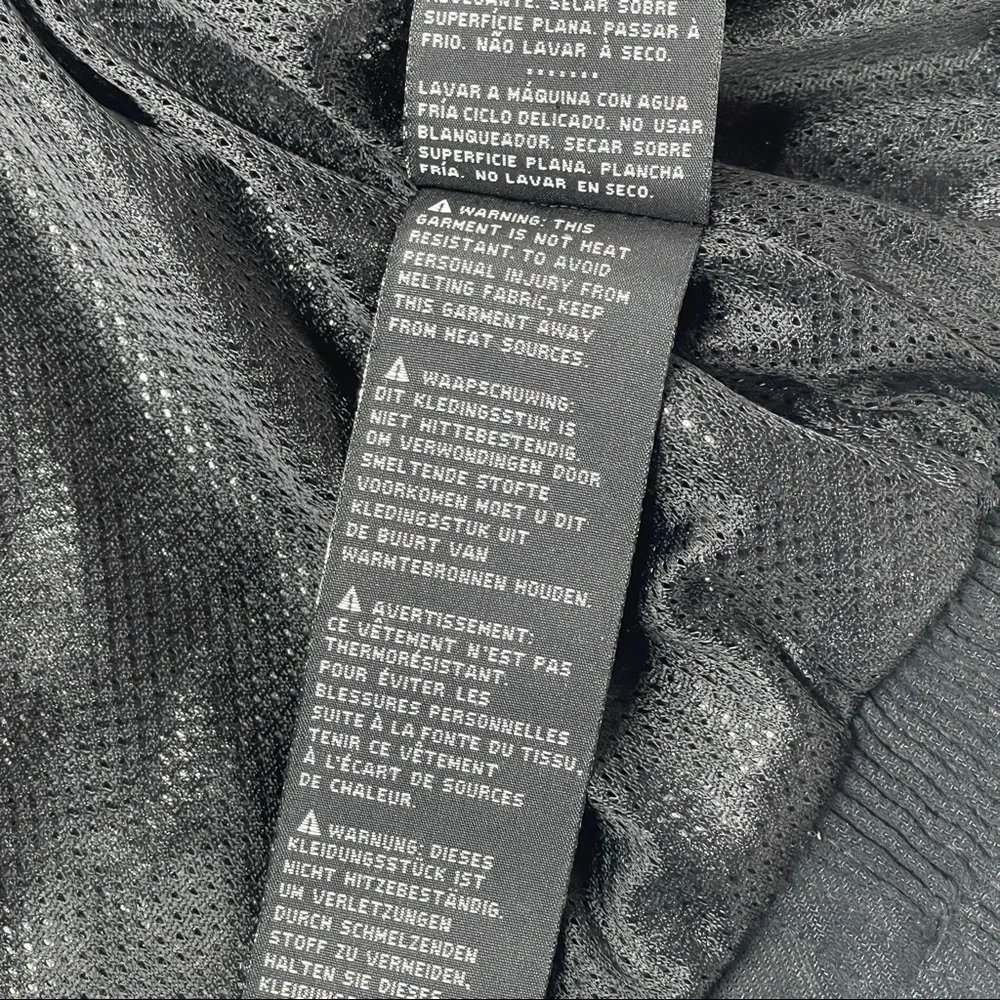 SECAR SOBRE
SUPERFÍCIE PLANA. PASSAR À
FRIO. NÃO LAVAR À SECO.
.......
LAVAR A MÁQUINA CON AGUA
FRÍA CICLO DELICADO. NO USAR
BLANQUEADOR. SECAR SOBRE
SUPERFICIE PLANA. PLANCHA
FRÍA. NO LAVAR EN SECO.
⚠ WARNING: THIS
GARMENT IS NOT HEAT
RESISTANT. TO AVOID
PERSONAL INJURY FROM
MELTING FABRIC, KEEP
THIS GARMENT AWAY
FROM HEAT SOURCES.
⚠ WAAPSCHUWING:
DIT KLEDINGSSTUK IS
NIET HITTEBESTENDIG.
OM VERWONDINGEN DOOR
SMELTENDE STOFTE
VOORKOMEN MOET U DIT
KLEDINGSSTUK UIT
DE BUURT VAN
WARMTEBRONNEN HOUDEN.
⚠ AVERTISSEMENT:
CE VÊTEMENT N'EST PAS
THERMORÉSISTANT.
POUR ÉVITER LES
BLESSURES PERSONNELLES
SUITE À LA FONTE DU TISSU,
TENIR CE VÊTEMENT
À L'ÉCART DE SOURCES
DE CHALEUR.
⚠ WARNUNG: DIESES
KLEIDUNGSSTÜCK IST
NICHT HITZEBESTÄNDIG.
UM VERLETZUNGEN
DURCH SCHMELZENDEN
STOFF ZU VERMEIDEN,
HALTEN SIE DIESES